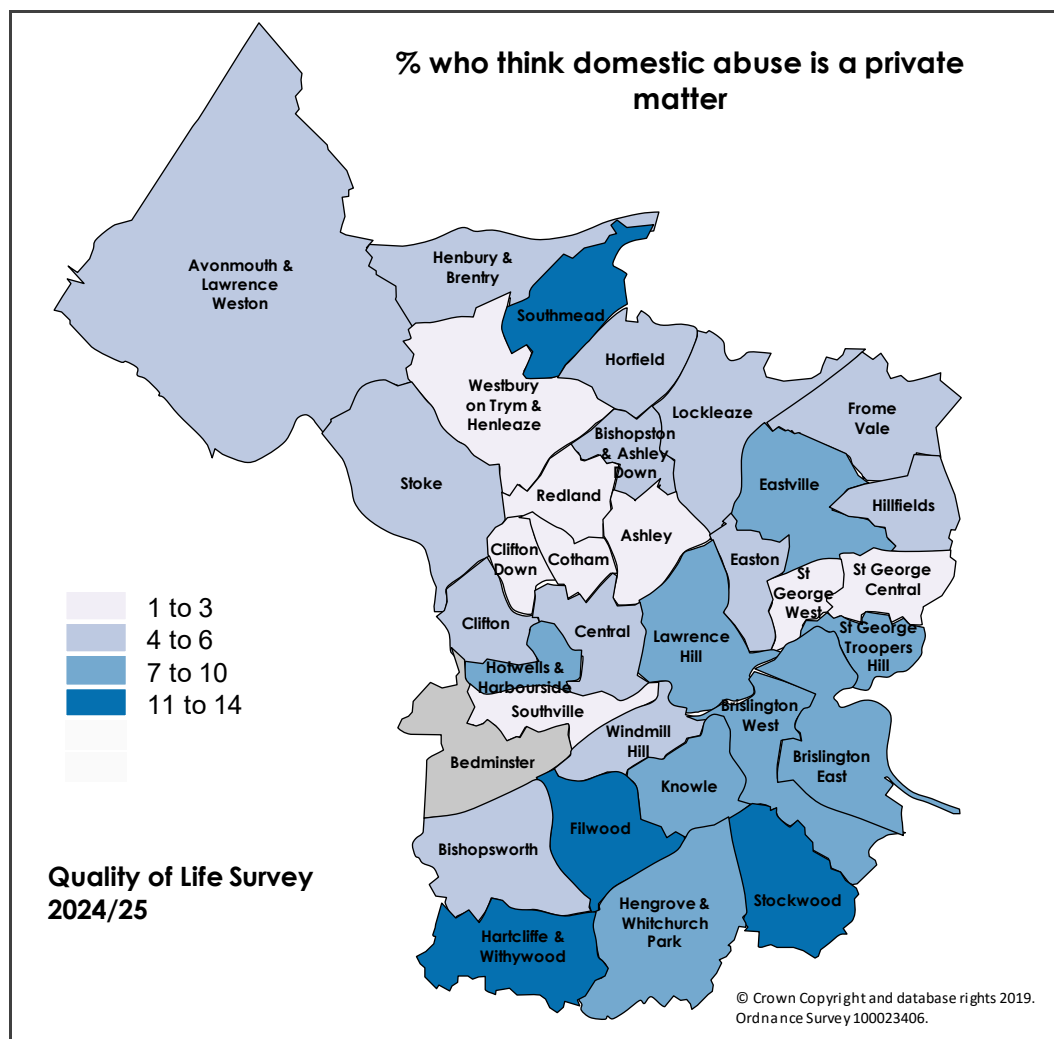 % who think domestic abuse is a private
matter
Avonmouth &
Lawrence
Weston
Henbury &
Brentry
Southmead
Horfield
Westbury
on Trym &
Henleaze
Lockleaze
Frome
Vale
Bishopston
& Ashley
Down
Stoke
Redland
Eastville
Hillfields
Ashley
Clifton
Down
Cotham
Easton
St
George
West
St George
Central
1 to 3
4 to 6
7 to 10
11 to 14
Clifton
Central
Lawrence
Hill
St George
Troopers
Hill
Hotwells &
Harbourside
Southville
Brislington
West
Windmill
Hill
Bedminster
Brislington
East
Knowle
Filwood
Bishopsworth
Quality of Life Survey
2024/25
Stockwood
Hengrove &
Whitchurch
Park
Hartcliffe &
Withywood
© Crown Copyright and database rights 2019.
Ordnance Survey 100023406.